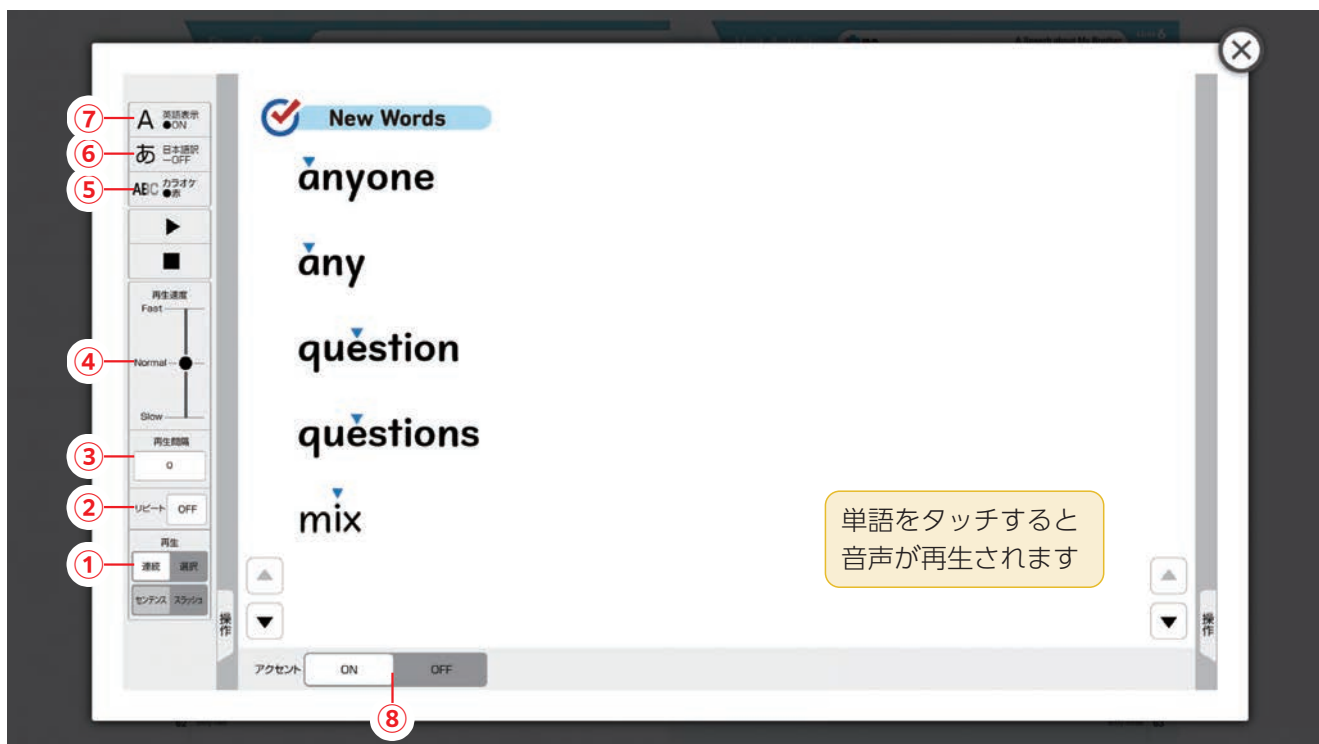 A Speech about My Brother
6
⑦
A 英語表示
●ON
⑥
あ 日本語訳
ーOFF
⑤
ABC カラオケ
●赤
New Words
anyone
any
question
questions
mix
再生速度
Fast
④
Normal
Slow
再生間隔
③
0
②
リピート OFF
再生
①
連続 選択
センテンス スラッシュ
操作
単語をタッチすると
音声が再生されます
操作
アクセント ON OFF
⑧